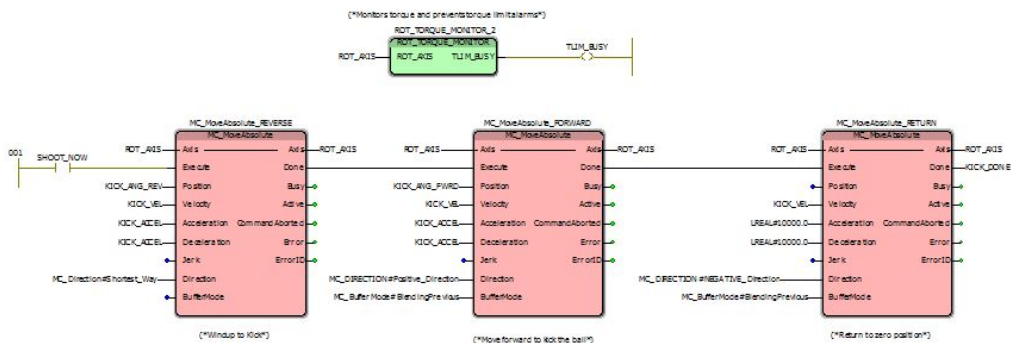 (*Monitors torque and prevents torque limit alarms*)
ROT_TORQUE_MONITOR_2
ROT_TORQUE_MONITOR
ROT_AXIS ROT_AXIS TLIM_BUSY TLIM_BUSY
MC_MoveAbsolute_REVERSE
MC_MoveAbsolute
001
SHOOT_NOW
ROT_AXIS Axis Axis ROT_AXIS
Execute Done
KICK_ANG_REV Position Busy
KICK_VEL Velocity Active
KICK_ACCEL Acceleration CommandAborted
KICK_ACCEL Deceleration Error
Jerk ErrorID
MC_Direction#Shortest_Way Direction
BufferMode
(*Windup to Kick*)
MC_MoveAbsolute_FORWARD
MC_MoveAbsolute
ROT_AXIS Axis Axis ROT_AXIS
Execute Done
KICK_ANG_FWRD Position Busy
KICK_VEL Velocity Active
KICK_ACCEL Acceleration CommandAborted
KICK_ACCEL Deceleration Error
Jerk ErrorID
MC_DIRECTION#Positive_Direction Direction
MC_BufferMode#BlendingPrevious BufferMode
(*Move forward to kick the ball*)
MC_MoveAbsolute_RETURN
MC_MoveAbsolute
ROT_AXIS Axis Axis ROT_AXIS
Execute Done KICK_DONE
Position Busy
KICK_VEL Velocity Active
LREAL#10000.0 Acceleration CommandAborted
LREAL#10000.0 Deceleration Error
Jerk ErrorID
MC_DIRECTION#NEGATIVE_Direction Direction
MC_BufferMode#BlendingPrevious BufferMode
(*Return to zero position*)